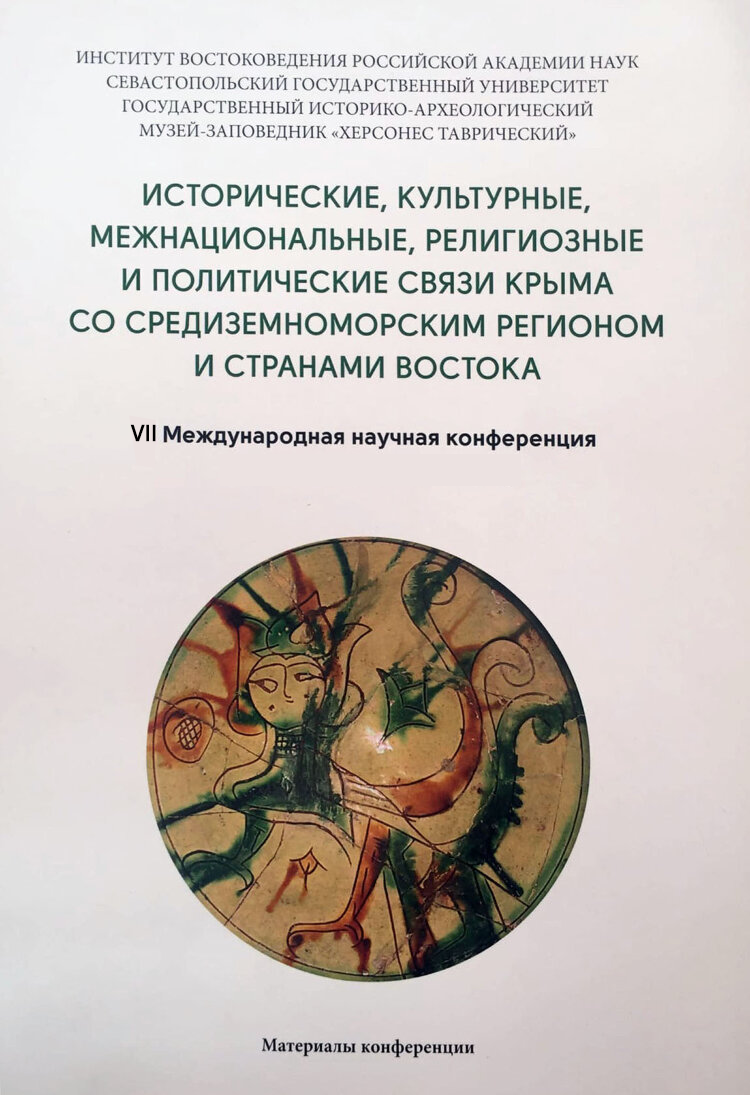 ИНСТИТУТ ВОСТОКОВЕДЕНИЯ РОССИЙСКОЙ АКАДЕМИИ НАУК
СЕВАСТОПОЛЬСКИЙ ГОСУДАРСТВЕННЫЙ УНИВЕРСИТЕТ
ГОСУДАРСТВЕННЫЙ ИСТОРИКО-АРХЕОЛОГИЧЕСКИЙ
МУЗЕЙ-ЗАПОВЕДНИК «ХЕРСОНЕС ТАВРИЧЕСКИЙ»
ИСТОРИЧЕСКИЕ, КУЛЬТУРНЫЕ,
МЕЖНАЦИОНАЛЬНЫЕ, РЕЛИГИОЗНЫЕ
И ПОЛИТИЧЕСКИЕ СВЯЗИ КРЫМА
СО СРЕДИЗЕМНОМОРСКИМ РЕГИОНОМ
И СТРАНАМИ ВОСТОКА
VII Международная научная конференция
Материалы конференции